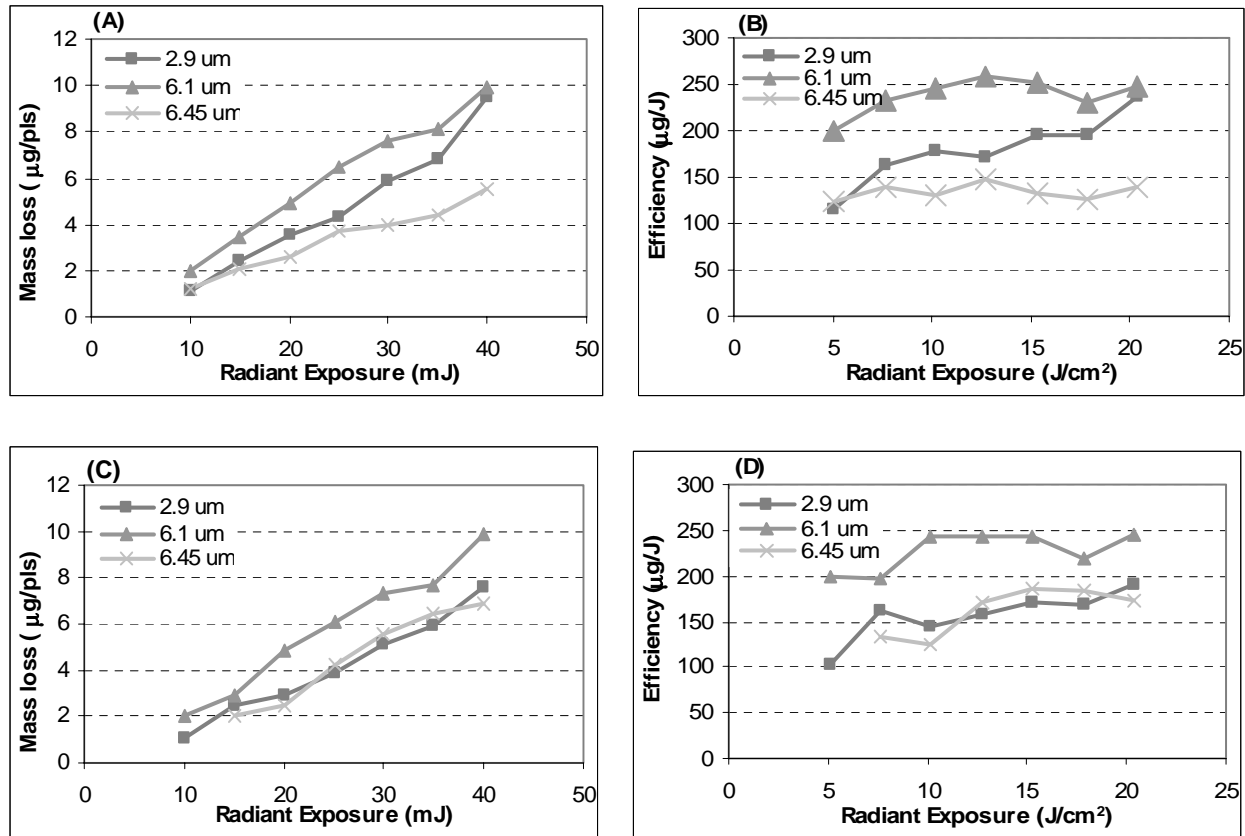 (A)
12
10
8
6
4
2
0
2.9 um
6.1 um
6.45 um
Mass loss ( µg/pls)
0 10 20 30 40 50
Radiant Exposure (mJ)
(B)
300
250
200
150
100
50
0
2.9 um
6.1 um
6.45 um
Efficiency (µg/J)
0 5 10 15 20 25
Radiant Exposure (J/cm²)
(C)
12
10
8
6
4
2
0
2.9 um
6.1 um
6.45 um
Mass loss ( µg/pls)
0 10 20 30 40 50
Radiant Exposure (mJ)
(D)
300
250
200
150
100
50
0
2.9 um
6.1 um
6.45 um
Efficiency (µg/J)
0 5 10 15 20 25
Radiant Exposure (J/cm²)